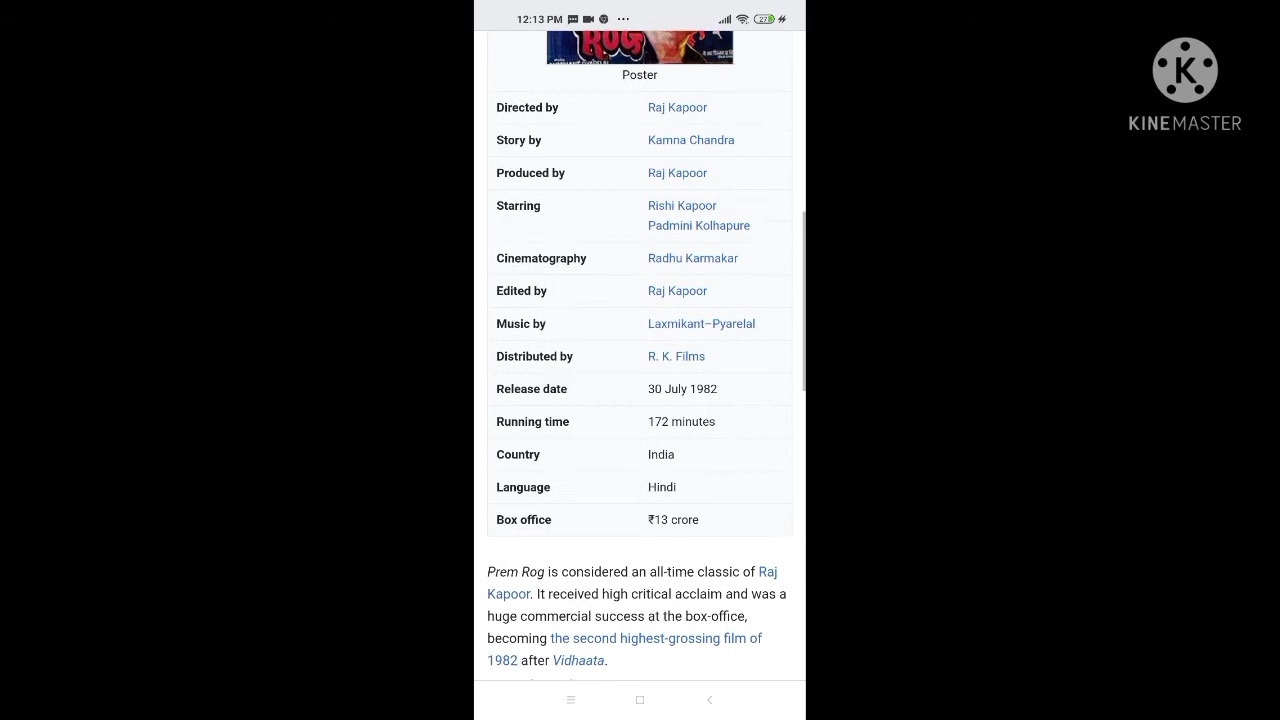 12:13 PM
27
K
KINEMASTER
ROG
Poster
Directed by Raj Kapoor
Story by Kamna Chandra
Produced by Raj Kapoor
Starring Rishi Kapoor
Padmini Kolhapure
Cinematography Radhu Karmakar
Edited by Raj Kapoor
Music by Laxmikant–Pyarelal
Distributed by R. K. Films
Release date 30 July 1982
Running time 172 minutes
Country India
Language Hindi
Box office ₹13 crore
Prem Rog is considered an all-time classic of Raj
Kapoor. It received high critical acclaim and was a
huge commercial success at the box-office,
becoming the second highest-grossing film of
1982 after Vidhaata.